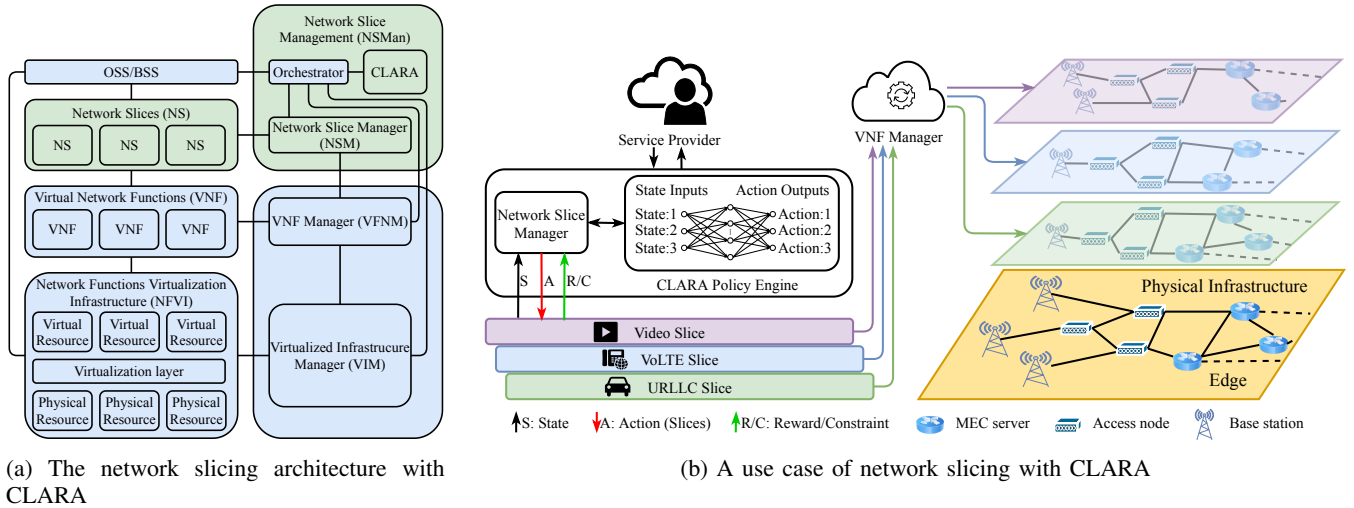 Network Slice
Management (NSMan)
OSS/BSS
Orchestrator
CLARA
Network Slices (NS)
NS
NS
NS
Network Slice Manager
(NSM)
Virtual Network Functions (VNF)
VNF
VNF
VNF
VNF Manager (VFNM)
Network Functions Virtualization
Infrastructure (NFVI)
Virtual
Resource
Virtual
Resource
Virtual
Resource
Virtualization layer
Physical
Resource
Physical
Resource
Physical
Resource
Virtualized Infrastrucure
Manager (VIM)
(a) The network slicing architecture with
CLARA
Service Provider
VNF Manager
Network Slice
Manager
State Inputs
Action Outputs
State:1
State:2
State:3
Action:1
Action:2
Action:3
S
A
R/C
CLARA Policy Engine
Video Slice
VoLTE Slice
URLLC Slice
Physical Infrastructure
Edge
S: State
A: Action (Slices)
R/C: Reward/Constraint
MEC server
Access node
Base station
(b) A use case of network slicing with CLARA